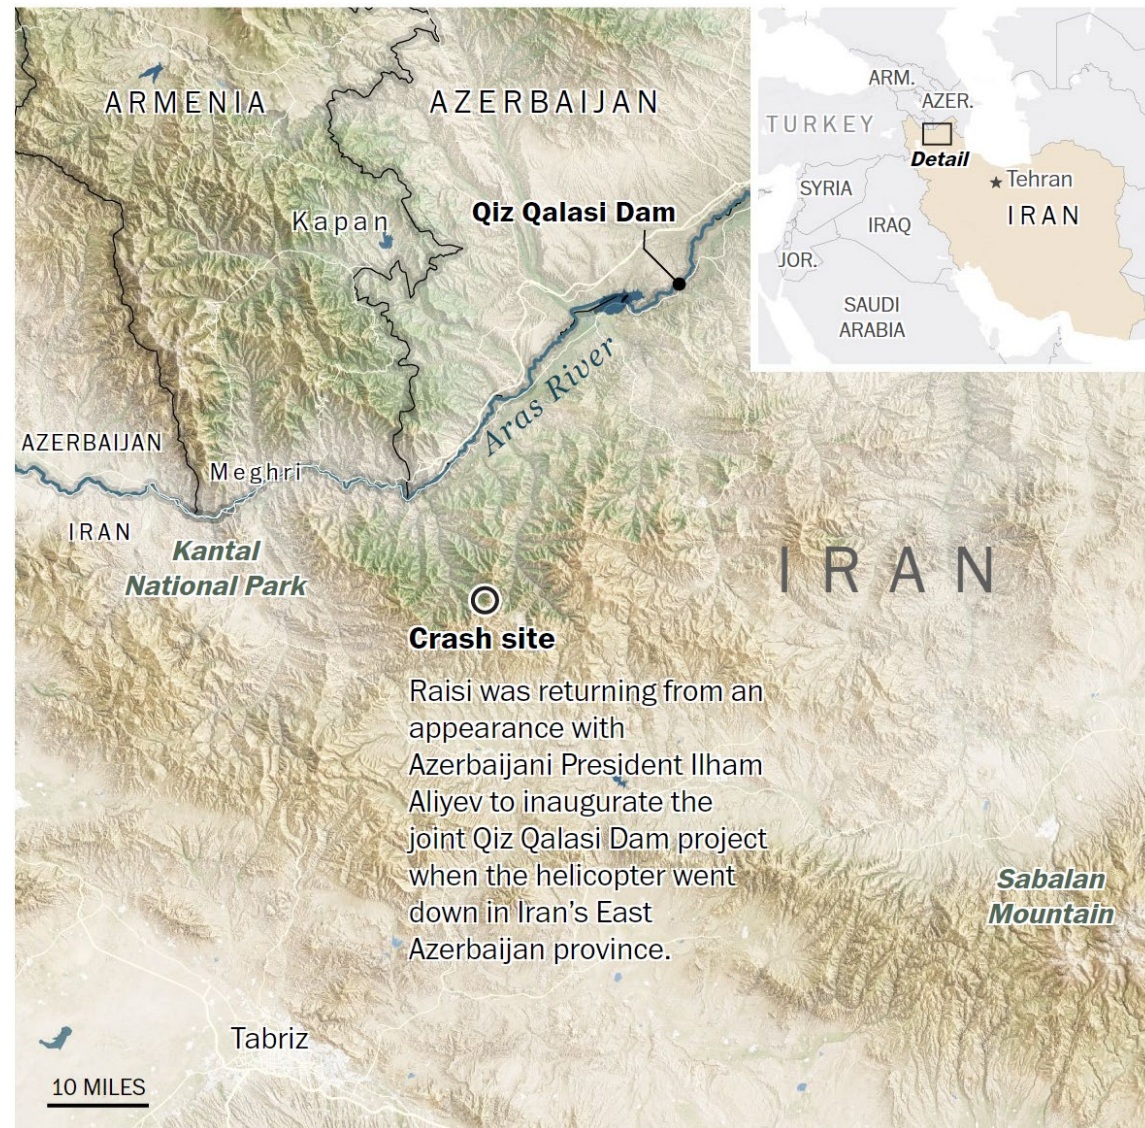 ARMENIA
AZERBAIJAN
Kapan
Qiz Qalasi Dam
Aras River
AZERBAIJAN
Meghri
IRAN
Kantal
National Park
IRAN
Crash site
Raisi was returning from an
appearance with
Azerbaijani President Ilham
Aliyev to inaugurate the
joint Qiz Qalasi Dam project
when the helicopter went
down in Iran's East
Azerbaijan province.
Sabalan
Mountain
Tabriz
10 MILES
ARM.
AZER.
TURKEY
Detail
Tehran
SYRIA
IRAN
IRAQ
JOR.
SAUDI
ARABIA